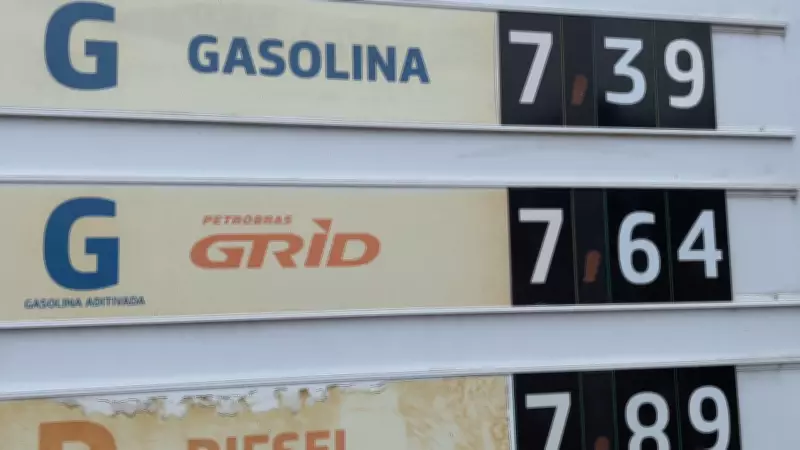 G GASOLINA 7,39
G PETROBRAS GRID 7,64
GASOLINA ADITIVADA
D DIESEL 7,89